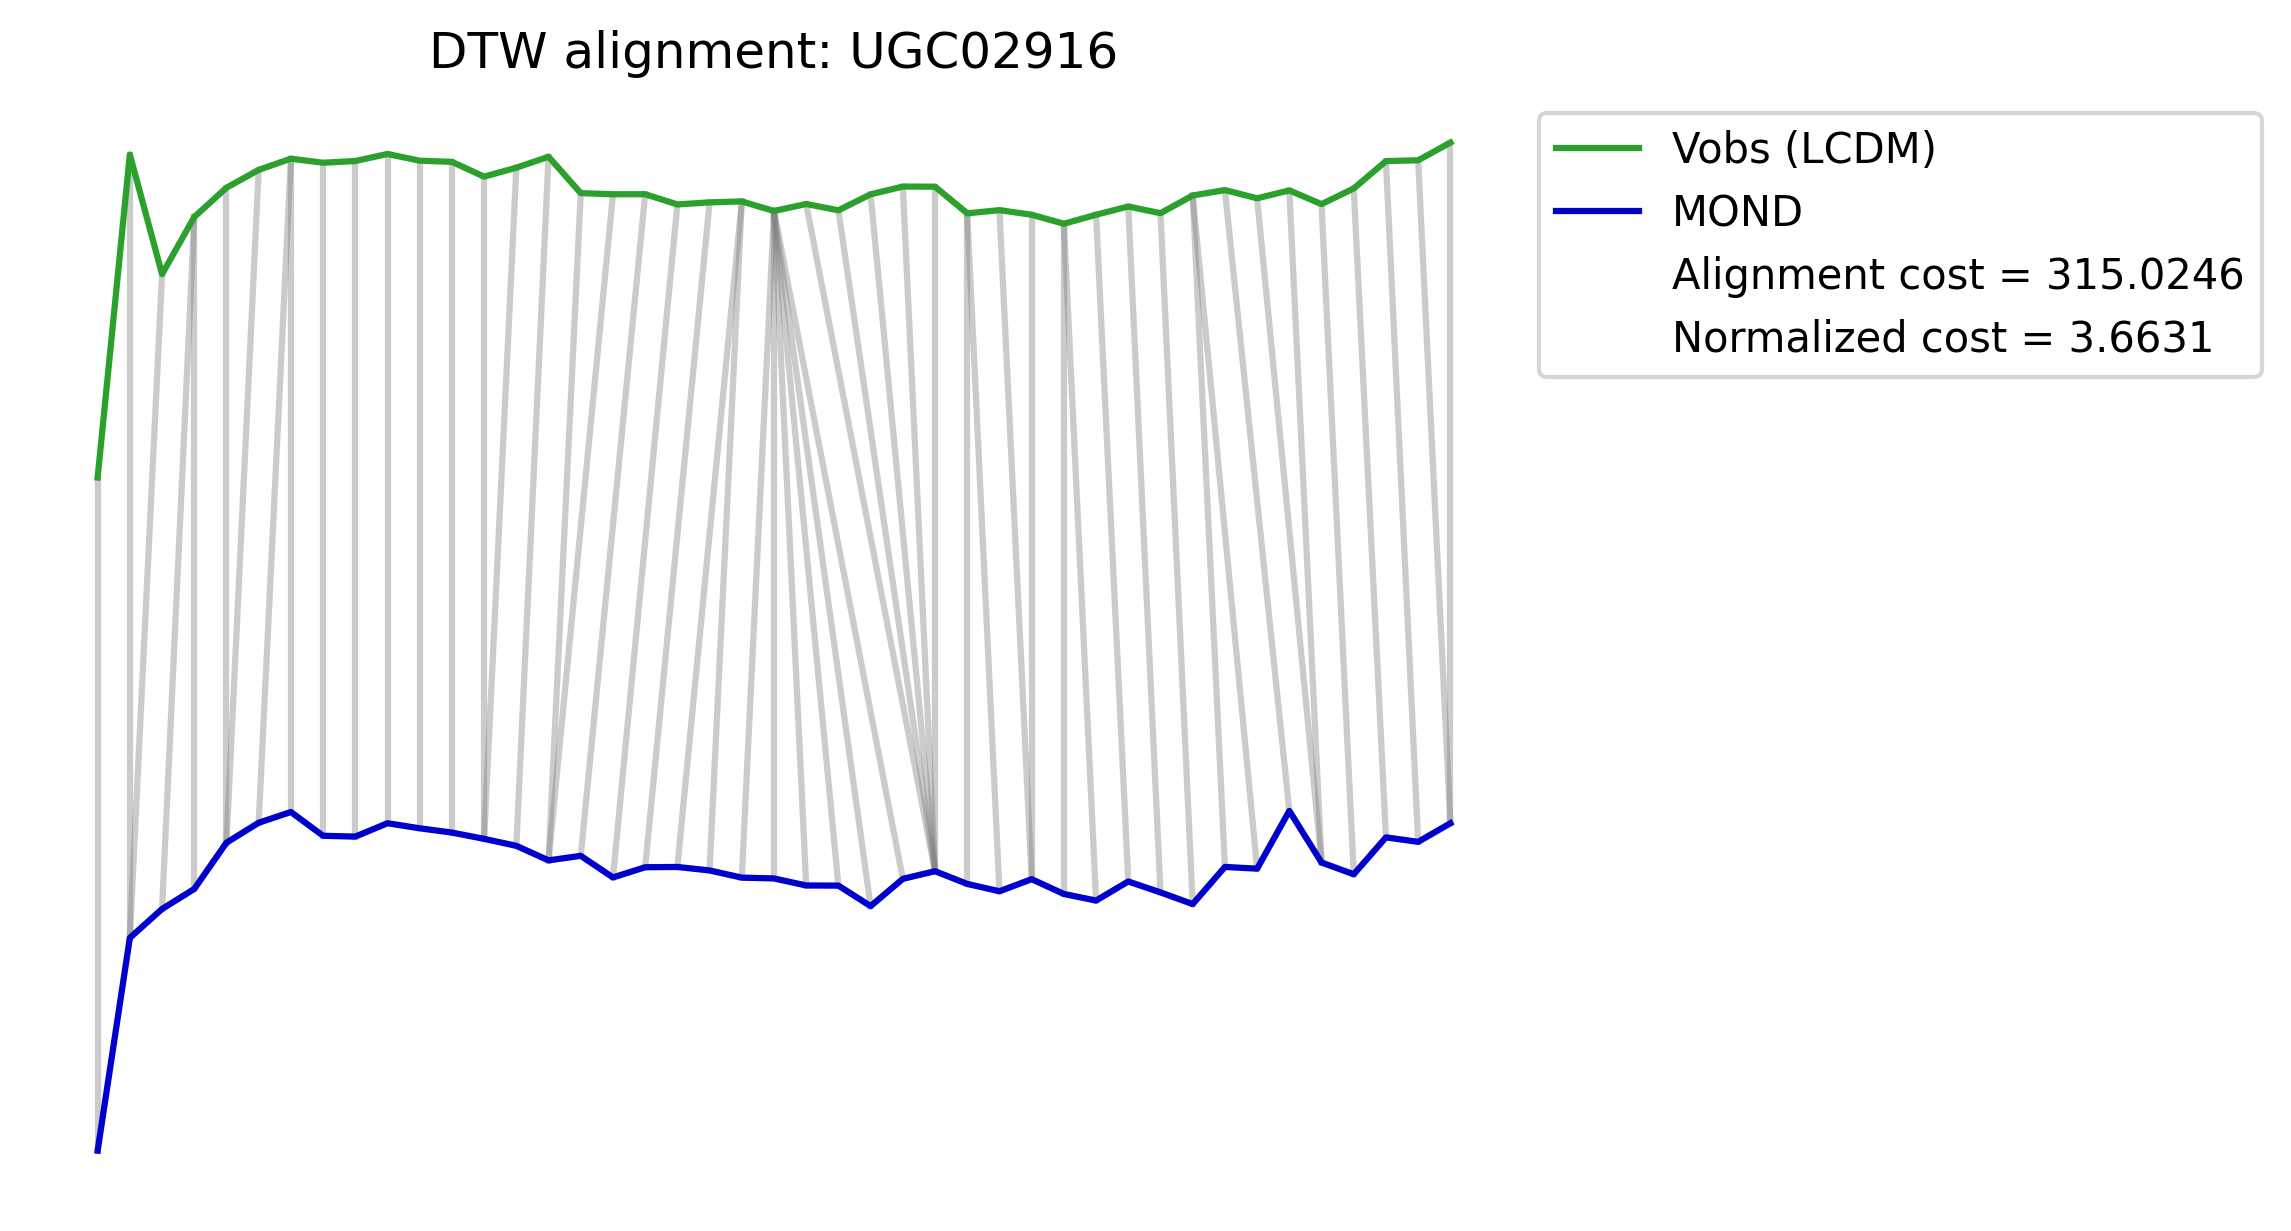 DTW alignment: UGC02916
Vobs (LCDM)
MOND
Alignment cost = 315.0246
Normalized cost = 3.6631